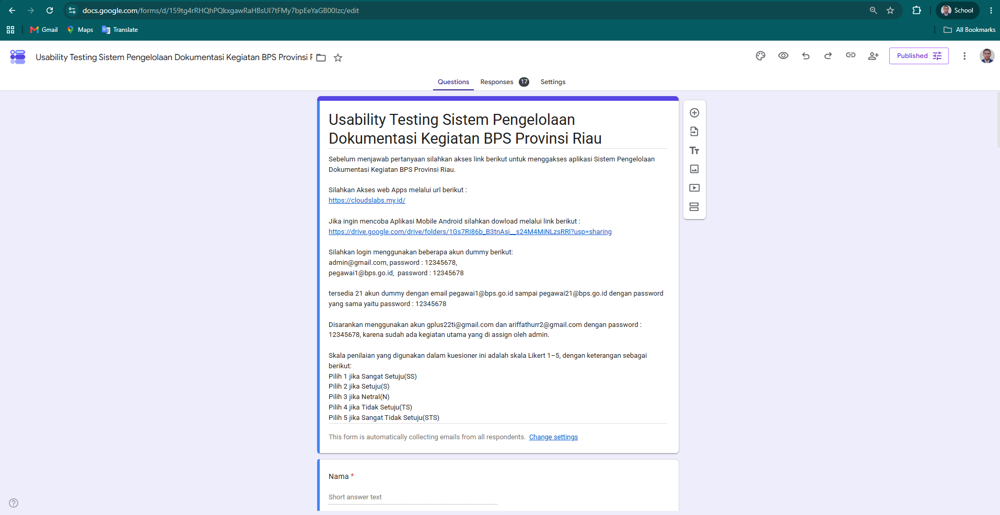 docs.google.com/forms/d/159tg4rRHQhPQkxgawRaHBsUI7tFMy7bpEeYaGB00Izc/edit
School
Gmail
Maps
Translate
All Bookmarks
Usability Testing Sistem Pengelolaan Dokumentasi Kegiatan BPS Provinsi R
Published
Questions
Responses 17
Settings
Usability Testing Sistem Pengelolaan
Dokumentasi Kegiatan BPS Provinsi Riau
Sebelum menjawab pertanyaan silahkan akses link berikut untuk menggakses aplikasi Sistem Pengelolaan
Dokumentasi Kegiatan BPS Provinsi Riau.
Silahkan Akses web Apps melalui url berikut :
https://cloudslabs.my.id/
Jika ingin mencoba Aplikasi Mobile Android silahkan dowload melalui link berikut :
https://drive.google.com/drive/folders/1Gs7RI86b_B3tnAsi__s24M4MiNLzsRRl?usp=sharing
Silahkan login menggunakan beberapa akun dummy berikut:
admin@gmail.com, password : 12345678,
pegawai1@bps.go.id,  password : 12345678
tersedia 21 akun dummy dengan email pegawai1@bps.go.id sampai pegawai21@bps.go.id dengan password
yang sama yaitu password : 12345678
Disarankan menggunakan akun gplus22ti@gmail.com dan ariffathurr2@gmail.com dengan password :
12345678, karena sudah ada kegiatan utama yang di assign oleh admin.
Skala penilaian yang digunakan dalam kuesioner ini adalah skala Likert 1–5, dengan keterangan sebagai
berikut:
Pilih 1 jika Sangat Setuju(SS)
Pilih 2 jika Setuju(S)
Pilih 3 jika Netral(N)
Pilih 4 jika Tidak Setuju(TS)
Pilih 5 jika Sangat Tidak Setuju(STS)
This form is automatically collecting emails from all respondents. Change settings
Nama *
Short answer text